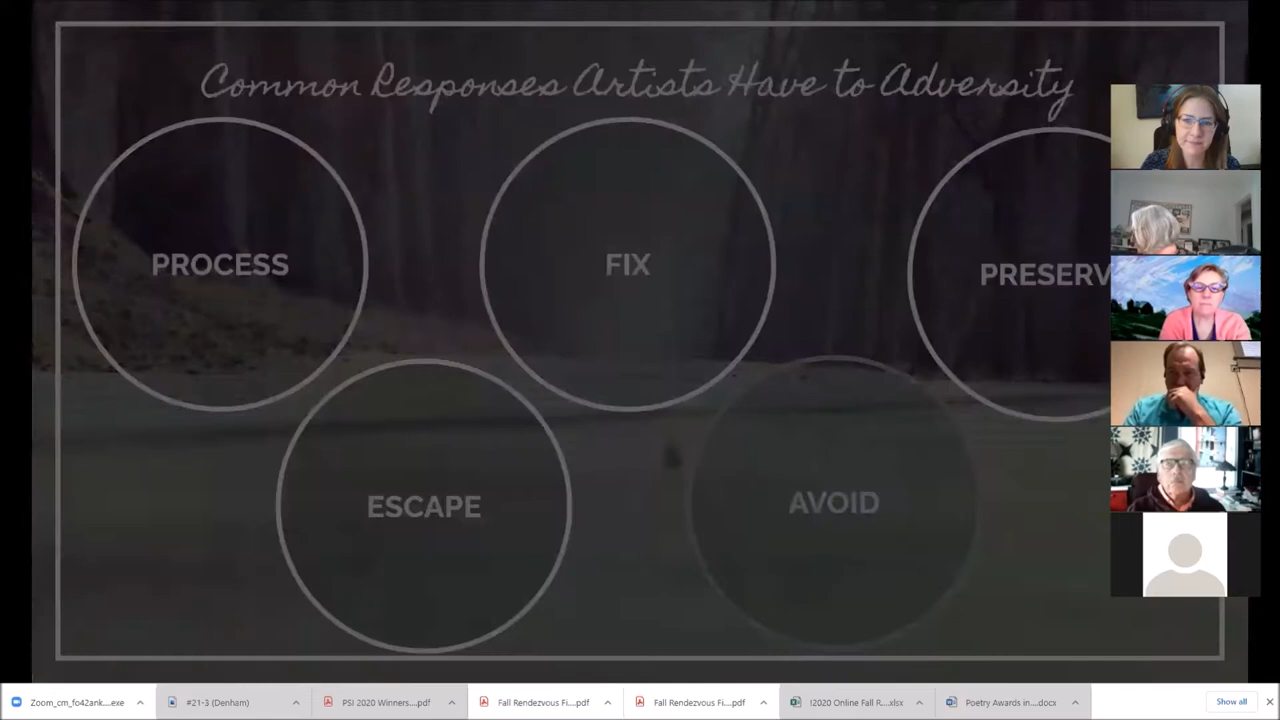 Common Responses Artists Have to Adversity
PROCESS
FIX
PRESERV
ESCAPE
AVOID
Zoom_cm_fo42ank....exe
#21-3 (Denham)
PSI 2020 Winners....pdf
Fall Rendezvous Fi....pdf
Fall Rendezvous Fi....pdf
!2020 Online Fall R....xlsx
Poetry Awards in....docx
Show all